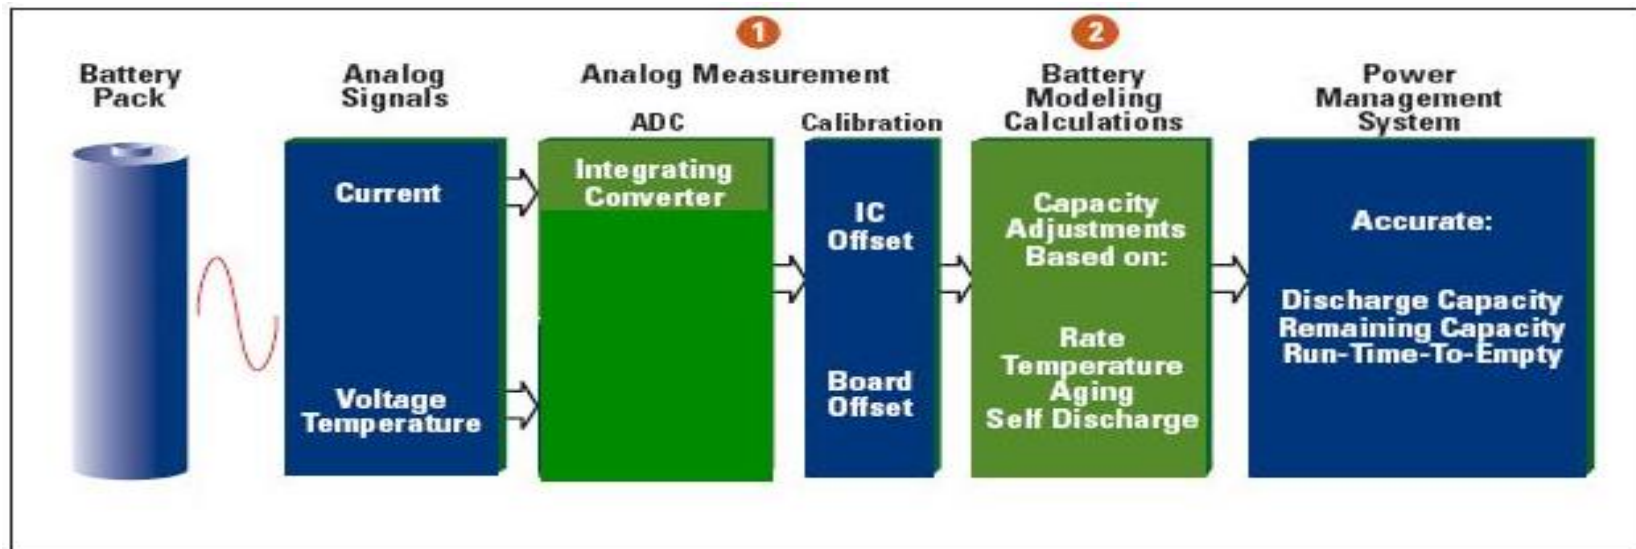 1
2
Battery
Pack
Analog
Signals
Analog Measurement
Battery
Modeling
Calculations
Power
Management
System
ADC
Calibration
Current
Voltage
Temperature
Integrating
Converter
IC
Offset
Board
Offset
Capacity
Adjustments
Based on:
Rate
Temperature
Aging
Self Discharge
Accurate:
Discharge Capacity
Remaining Capacity
Run-Time-To-Empty